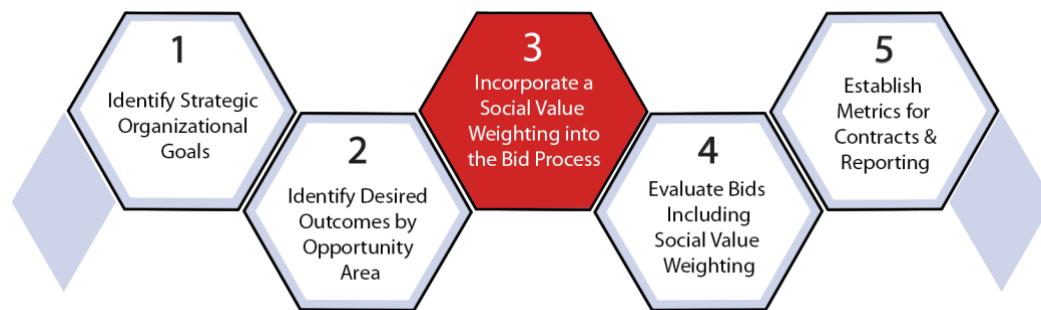 1
Identify Strategic
Organizational
Goals
2
Identify Desired
Outcomes by
Opportunity
Area
3
Incorporate a
Social Value
Weighting into
the Bid Process
4
Evaluate Bids
Including
Social Value
Weighting
5
Establish
Metrics for
Contracts &
Reporting